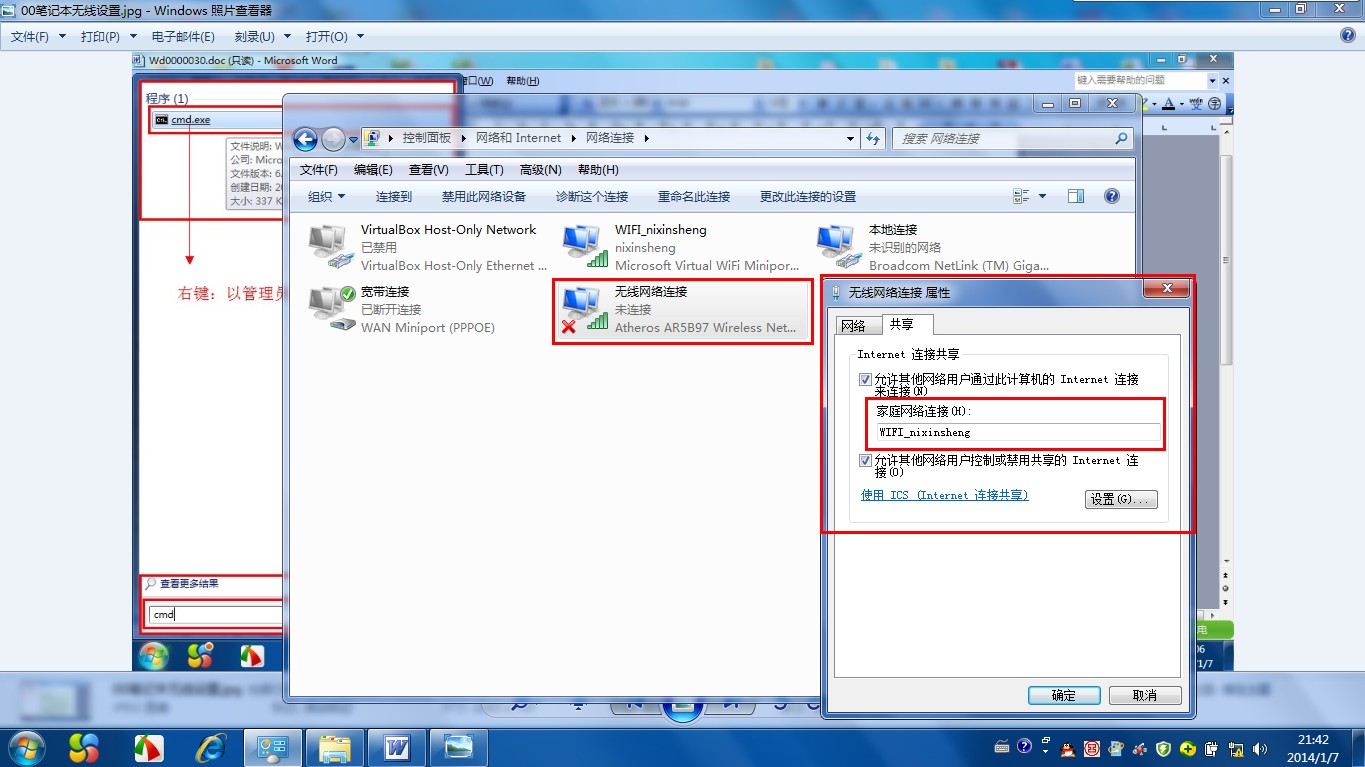 00笔记本无线设置.jpg - Windows 照片查看器
文件(F) 打印(P) 电子邮件(E) 刻录(U) 打开(O)
Wd0000030.doc (只读) - Microsoft Word
窗口(W) 帮助(H) 键入需要帮助的问题
程序 (1)
cmd.exe
文件说明: W
公司: Micro
文件版本: 6.
创建日期: 20
大小: 337 K
右键：以管理员
查看更多结果
cmd
控制面板 网络和 Internet 网络连接 搜索 网络连接
文件(F) 编辑(E) 查看(V) 工具(T) 高级(N) 帮助(H)
组织 连接到 禁用此网络设备 诊断这个连接 重命名此连接 更改此连接的设置
VirtualBox Host-Only Network
已禁用
VirtualBox Host-Only Ethernet ...
WIFI_nixinsheng
nixinsheng
Microsoft Virtual WiFi Minipor...
本地连接
未识别的网络
Broadcom NetLink (TM) Giga...
宽带连接
已断开连接
WAN Miniport (PPPOE)
无线网络连接
未连接
Atheros AR5B97 Wireless Net...
无线网络连接 属性
网络 共享
Internet 连接共享
允许其他网络用户通过此计算机的 Internet 连接
来连接(N)
家庭网络连接(H):
WIFI_nixinsheng
允许其他网络用户控制或禁用共享的 Internet 连
接(O)
使用 ICS (Internet 连接共享)
设置(G)...
确定 取消
电
06
1/7
00笔记本无线设置.jpg
21:42
2014/1/7